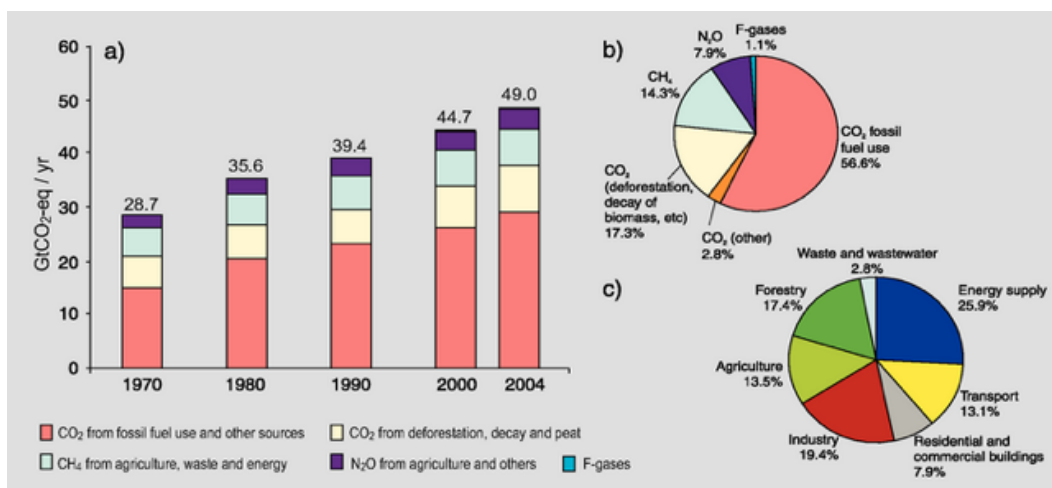 a)
GtCO₂-eq / yr
60
50
40
30
20
10
0
28.7
35.6
39.4
44.7
49.0
1970
1980
1990
2000
2004
b)
F-gases
1.1%
N₂O
7.9%
CH₄
14.3%
CO₂ fossil
fuel use
56.6%
CO₂
(deforestation,
decay of
biomass, etc)
17.3%
CO₂ (other)
2.8%
c)
Waste and wastewater
2.8%
Forestry
17.4%
Energy supply
25.9%
Agriculture
13.5%
Transport
13.1%
Industry
19.4%
Residential and
commercial buildings
7.9%
CO₂ from fossil fuel use and other sources
CO₂ from deforestation, decay and peat
CH₄ from agriculture, waste and energy
N₂O from agriculture and others
F-gases